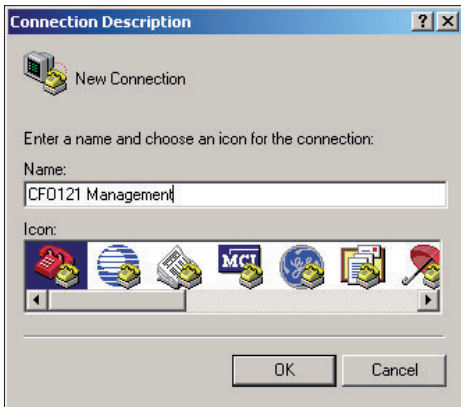 Connection Description
New Connection
Enter a name and choose an icon for the connection:
Name:
CF0121 Management
Icon:
MCI
OK
Cancel